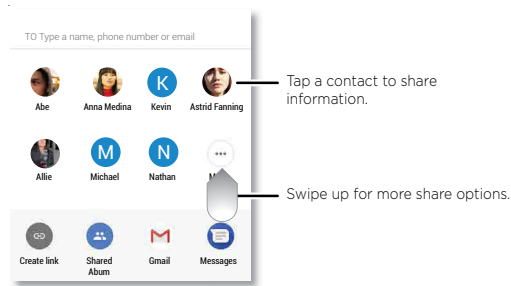 TO Type a name, phone number or email
K
Abe Anna Medina Kevin Astrid Fanning
Tap a contact to share
information.
M N
Allie Michael Nathan
Swipe up for more share options.
Create link Shared Abum Gmail Messages